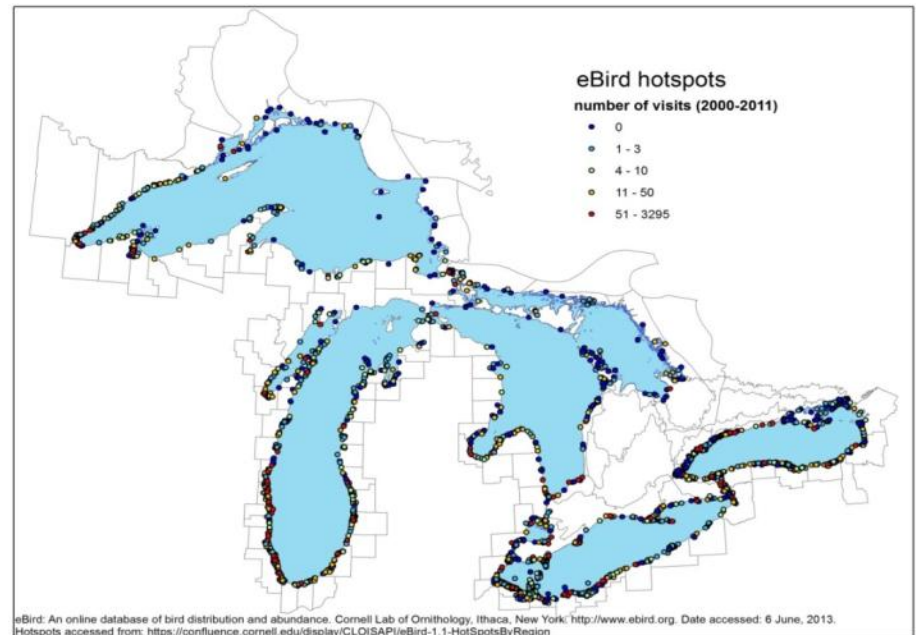 eBird hotspots
number of visits (2000-2011)
0
1 - 3
4 - 10
11 - 50
51 - 3295
eBird: An online database of bird distribution and abundance. Cornell Lab of Ornithology, Ithaca, New York. http://www.ebird.org. Date accessed: 6 June, 2013.
Hotspots accessed from: https://confluence.cornell.edu/display/CLOISAPI/eBird-1.1-HotSpotsByRegion